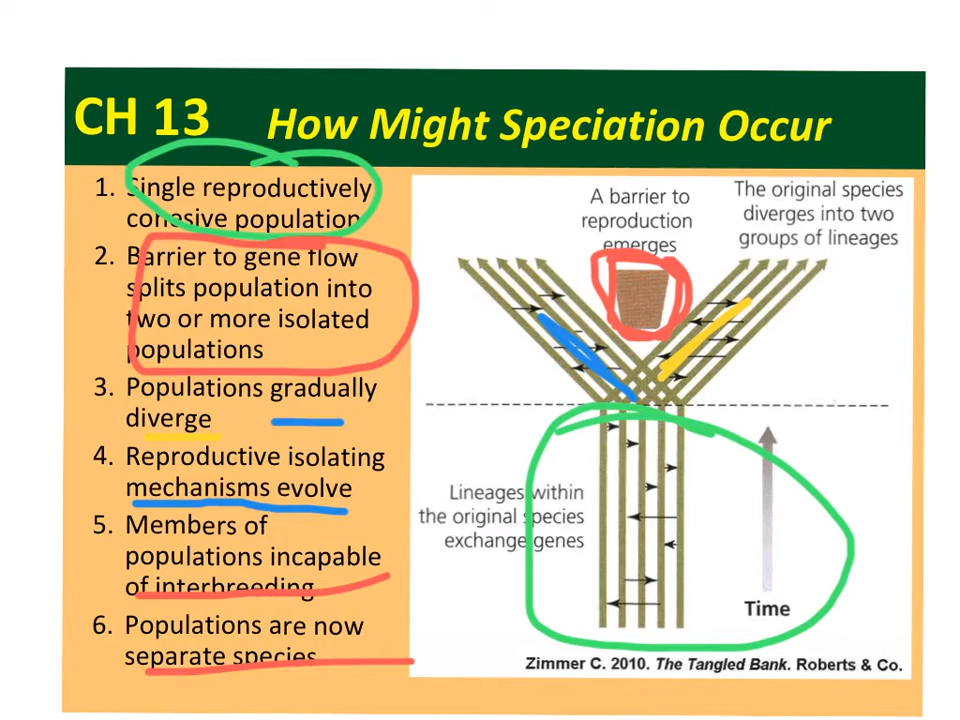 CH 13 How Might Speciation Occur
1. Single reproductively
cohesive population
2. Barrier to gene flow
splits population into
two or more isolated
populations
3. Populations gradually
diverge
4. Reproductive isolating
mechanisms evolve
5. Members of
populations incapable
of interbreeding
6. Populations are now
separate species
A barrier to
reproduction
emerges
The original species
diverges into two
groups of lineages
Lineages within
the original species
exchange genes
Time
Zimmer C. 2010. The Tangled Bank. Roberts & Co.